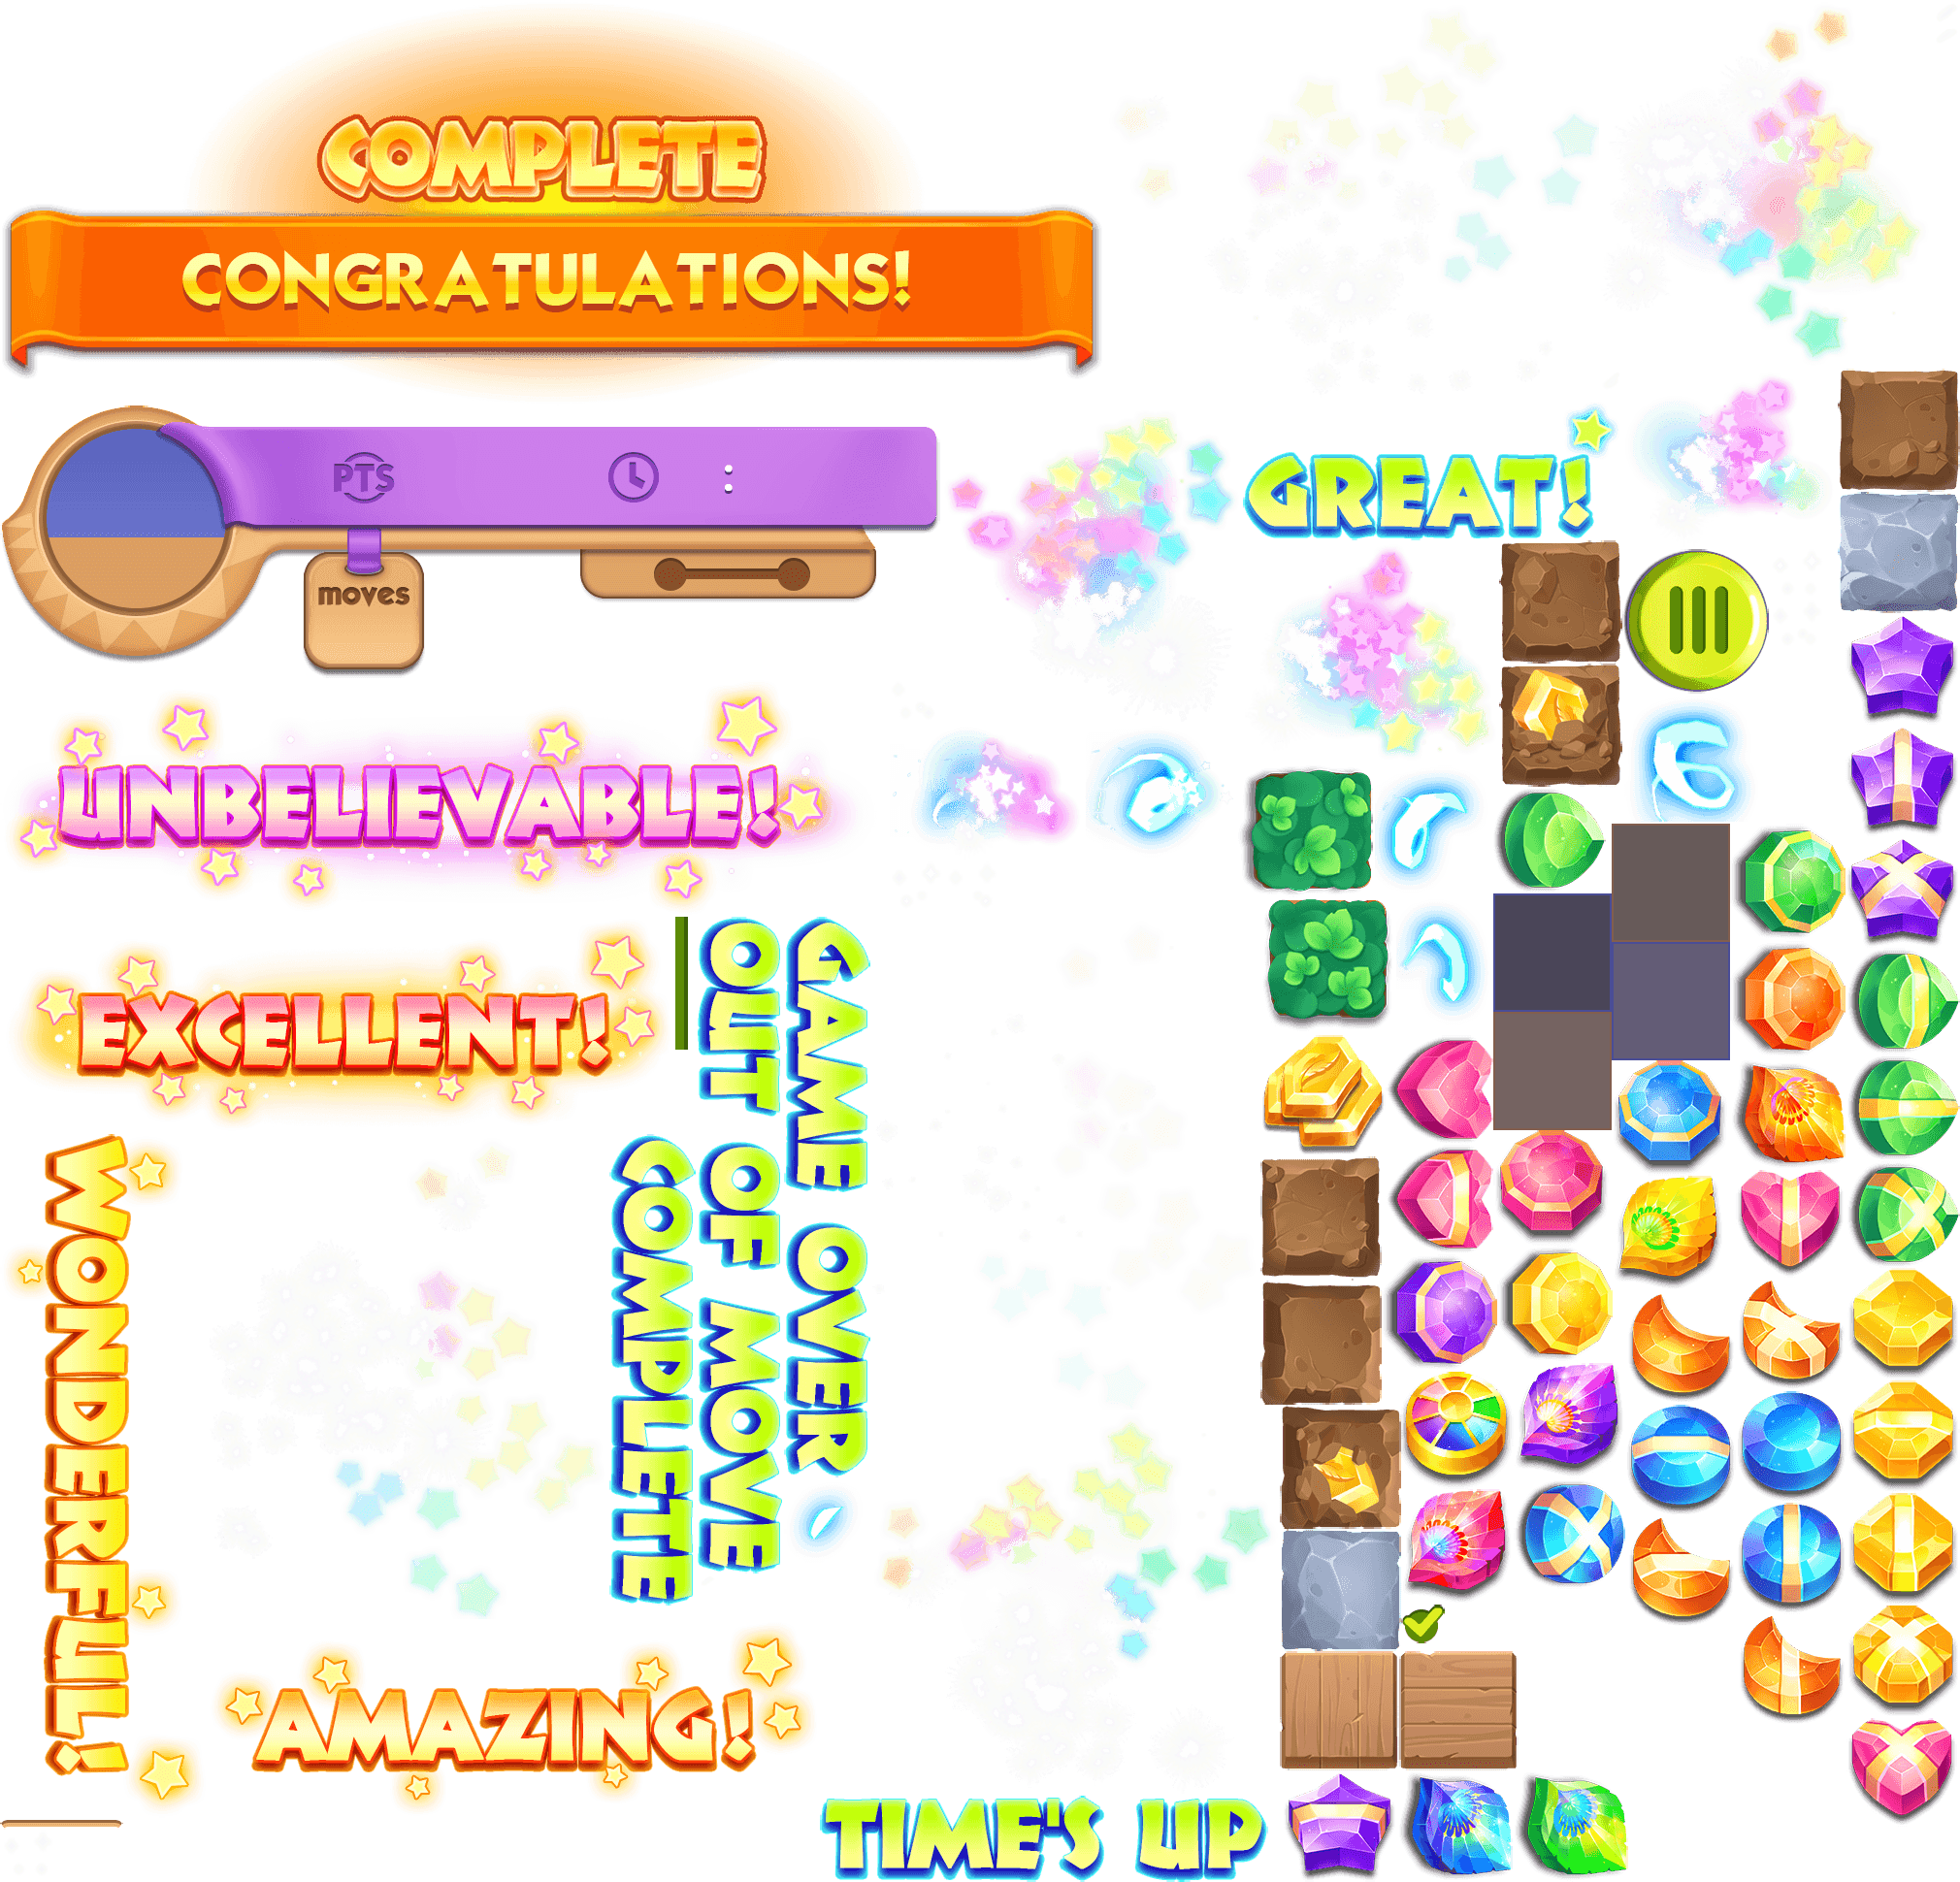 COMPLETE
CONGRATULATIONS!
PTS
:
moves
GREAT!
UNBELIEVABLE!
EXCELLENT!
GAME OVER
OUT OF MOVE
COMPLETE
WONDERFUL!
AMAZING!
TIME'S UP